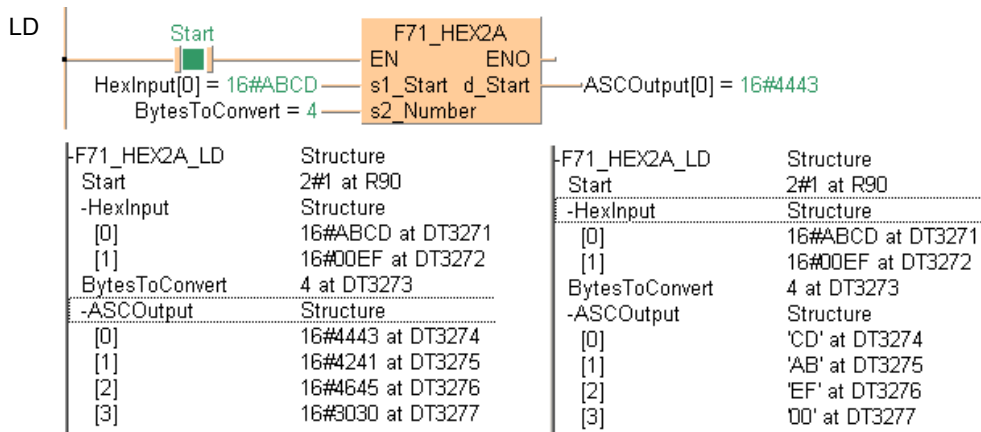 LD
Start
F71_HEX2A
EN ENO
HexInput[0] = 16#ABCD s1_Start d_Start ASCOutput[0] = 16#4443
BytesToConvert = 4 s2_Number
-F71_HEX2A_LD Structure
Start 2#1 at R90
-HexInput Structure
[0] 16#ABCD at DT3271
[1] 16#00EF at DT3272
BytesToConvert 4 at DT3273
-ASCOutput Structure
[0] 16#4443 at DT3274
[1] 16#4241 at DT3275
[2] 16#4645 at DT3276
[3] 16#3030 at DT3277
-F71_HEX2A_LD Structure
Start 2#1 at R90
-HexInput Structure
[0] 16#ABCD at DT3271
[1] 16#00EF at DT3272
BytesToConvert 4 at DT3273
-ASCOutput Structure
[0] 'CD' at DT3274
[1] 'AB' at DT3275
[2] 'EF' at DT3276
[3] '00' at DT3277